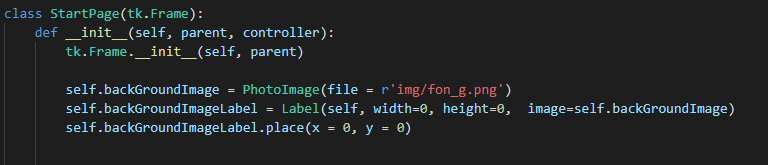 class StartPage(tk.Frame):
    def __init__(self, parent, controller):
        tk.Frame.__init__(self, parent)
        self.backGroundImage = PhotoImage(file = r'img/fon_g.png')
        self.backGroundImageLabel = Label(self, width=0, height=0,  image=self.backGroundImage)
        self.backGroundImageLabel.place(x = 0, y = 0)